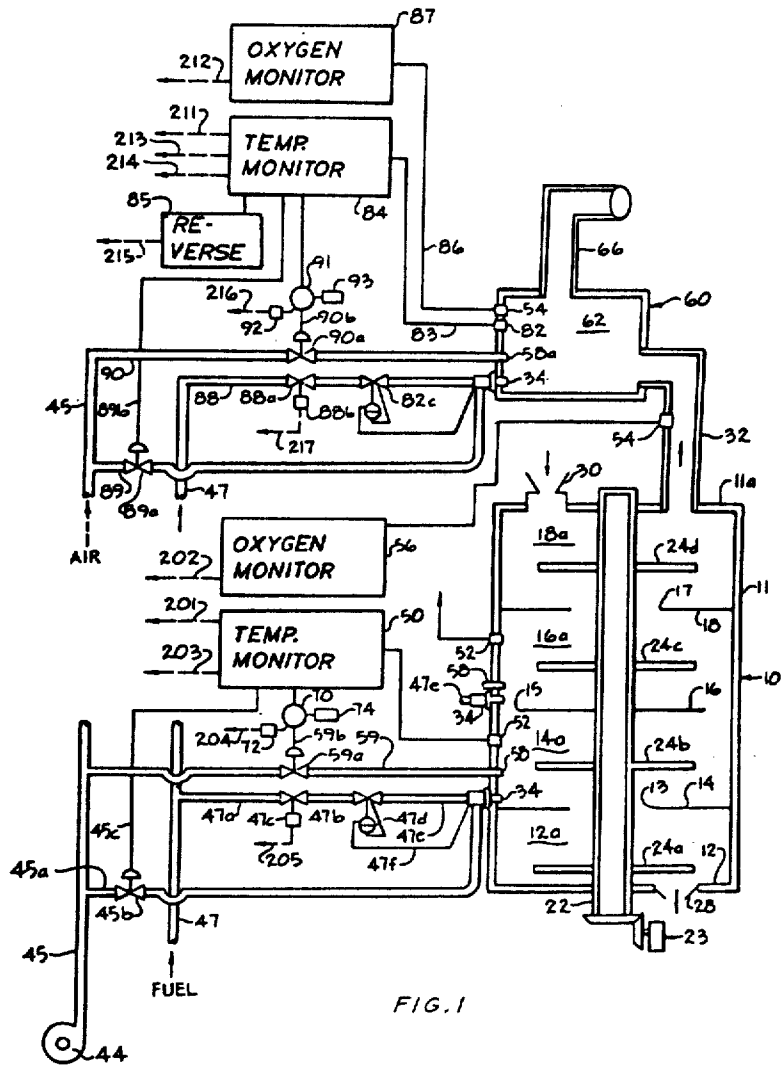 87
OXYGEN
MONITOR
212
211
213
214
TEMP.
MONITOR
84
85
RE-
VERSE
215
86
66
91
93
216
92
90b
90a
54
82
83
60
62
58a
90
45
89b
88
88a
82c
34
88b
217
54
32
89
89a
47
AIR
30
11a
18a
24d
11
OXYGEN
MONITOR
202
56
201
203
TEMP.
MONITOR
50
17
18
52
16a
24c
10
58
47e
34
15
16
70
74
204
72
59b
59
59a
52
14a
58
24b
13
14
34
45c
47a
47c
47b
47d
47e
47f
205
12a
24a
12
45a
45b
47
22
28
23
45
FUEL
44
FIG. 1